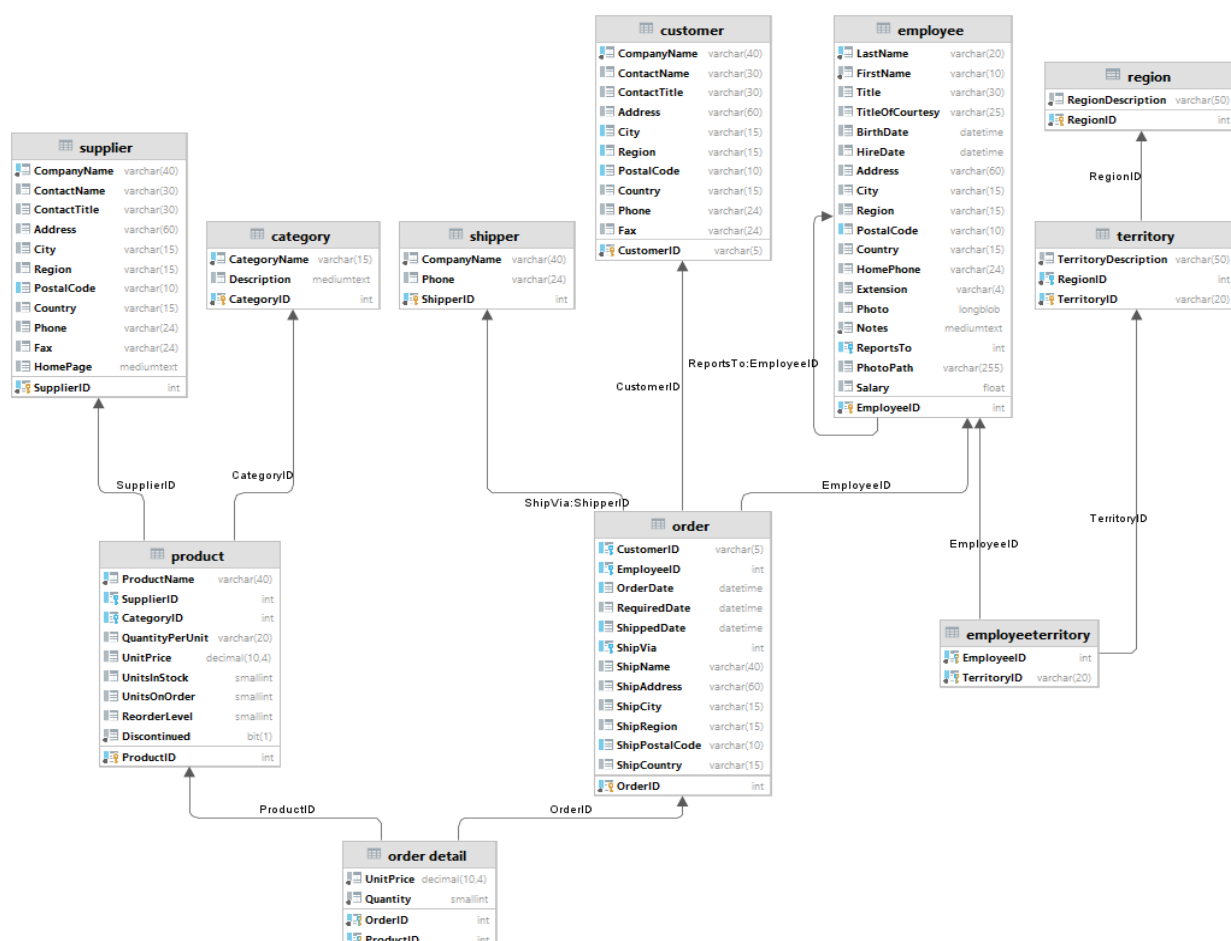 customer
CompanyName varchar(40)
ContactName varchar(30)
ContactTitle varchar(30)
Address varchar(60)
City varchar(15)
Region varchar(15)
PostalCode varchar(10)
Country varchar(15)
Phone varchar(24)
Fax varchar(24)
CustomerID varchar(5)
employee
LastName varchar(20)
FirstName varchar(10)
Title varchar(30)
TitleOfCourtesy varchar(25)
BirthDate datetime
HireDate datetime
Address varchar(60)
City varchar(15)
Region varchar(15)
PostalCode varchar(10)
Country varchar(15)
HomePhone varchar(24)
Extension varchar(4)
Photo longblob
Notes mediumtext
ReportsTo int
PhotoPath varchar(255)
Salary float
EmployeeID int
region
RegionDescription varchar(50)
RegionID int
supplier
CompanyName varchar(40)
ContactName varchar(30)
ContactTitle varchar(30)
Address varchar(60)
City varchar(15)
Region varchar(15)
PostalCode varchar(10)
Country varchar(15)
Phone varchar(24)
Fax varchar(24)
HomePage mediumtext
SupplierID int
category
CategoryName varchar(15)
Description mediumtext
CategoryID int
shipper
CompanyName varchar(40)
Phone varchar(24)
ShipperID int
RegionID
territory
TerritoryDescription varchar(50)
RegionID int
TerritoryID varchar(20)
ReportsTo:EmployeeID
CustomerID
SupplierID
CategoryID
ShipVia:ShipperID
EmployeeID
EmployeeID
TerritoryID
product
ProductName varchar(40)
SupplierID int
CategoryID int
QuantityPerUnit varchar(20)
UnitPrice decimal(10,4)
UnitsInStock smallint
UnitsOnOrder smallint
ReorderLevel smallint
Discontinued bit(1)
ProductID int
order
CustomerID varchar(5)
EmployeeID int
OrderDate datetime
RequiredDate datetime
ShippedDate datetime
ShipVia int
ShipName varchar(40)
ShipAddress varchar(60)
ShipCity varchar(15)
ShipRegion varchar(15)
ShipPostalCode varchar(10)
ShipCountry varchar(15)
OrderID int
employeeterritory
EmployeeID int
TerritoryID varchar(20)
ProductID
OrderID
order detail
UnitPrice decimal(10,4)
Quantity smallint
OrderID int
ProductID int